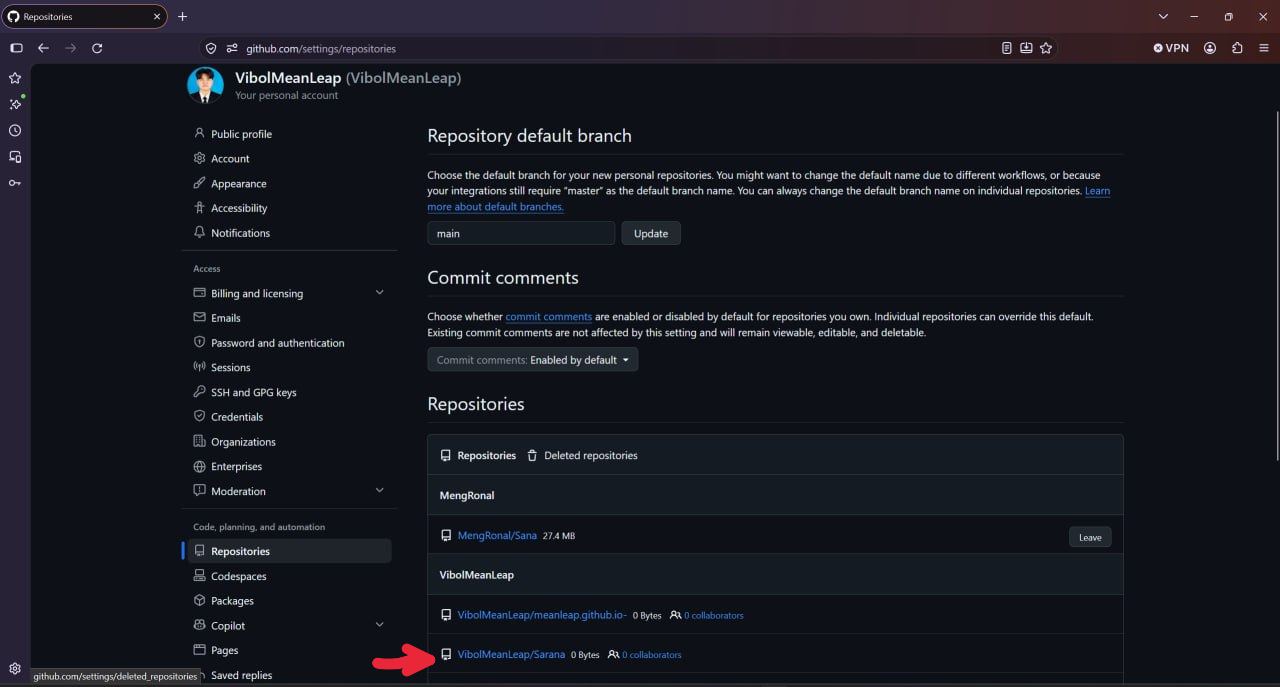 Repositories
github.com/settings/repositories
VPN
VibolMeanLeap (VibolMeanLeap)
Your personal account
Public profile
Account
Appearance
Accessibility
Notifications
Access
Billing and licensing
Emails
Password and authentication
Sessions
SSH and GPG keys
Credentials
Organizations
Enterprises
Moderation
Code, planning, and automation
Repositories
Codespaces
Packages
Copilot
Pages
Saved replies
Repository default branch
Choose the default branch for your new personal repositories. You might want to change the default name due to different workflows, or because
your integrations still require “master” as the default branch name. You can always change the default branch name on individual repositories. Learn
more about default branches.
main
Update
Commit comments
Choose whether commit comments are enabled or disabled by default for repositories you own. Individual repositories can override this default.
Existing commit comments are not affected by this setting and will remain viewable, editable, and deletable.
Commit comments: Enabled by default
Repositories
Repositories Deleted repositories
MengRonal
MengRonal/Sana 27.4 MB
Leave
VibolMeanLeap
VibolMeanLeap/meanleap.github.io- 0 Bytes 0 collaborators
VibolMeanLeap/Sarana 0 Bytes 0 collaborators
github.com/settings/deleted_repositories